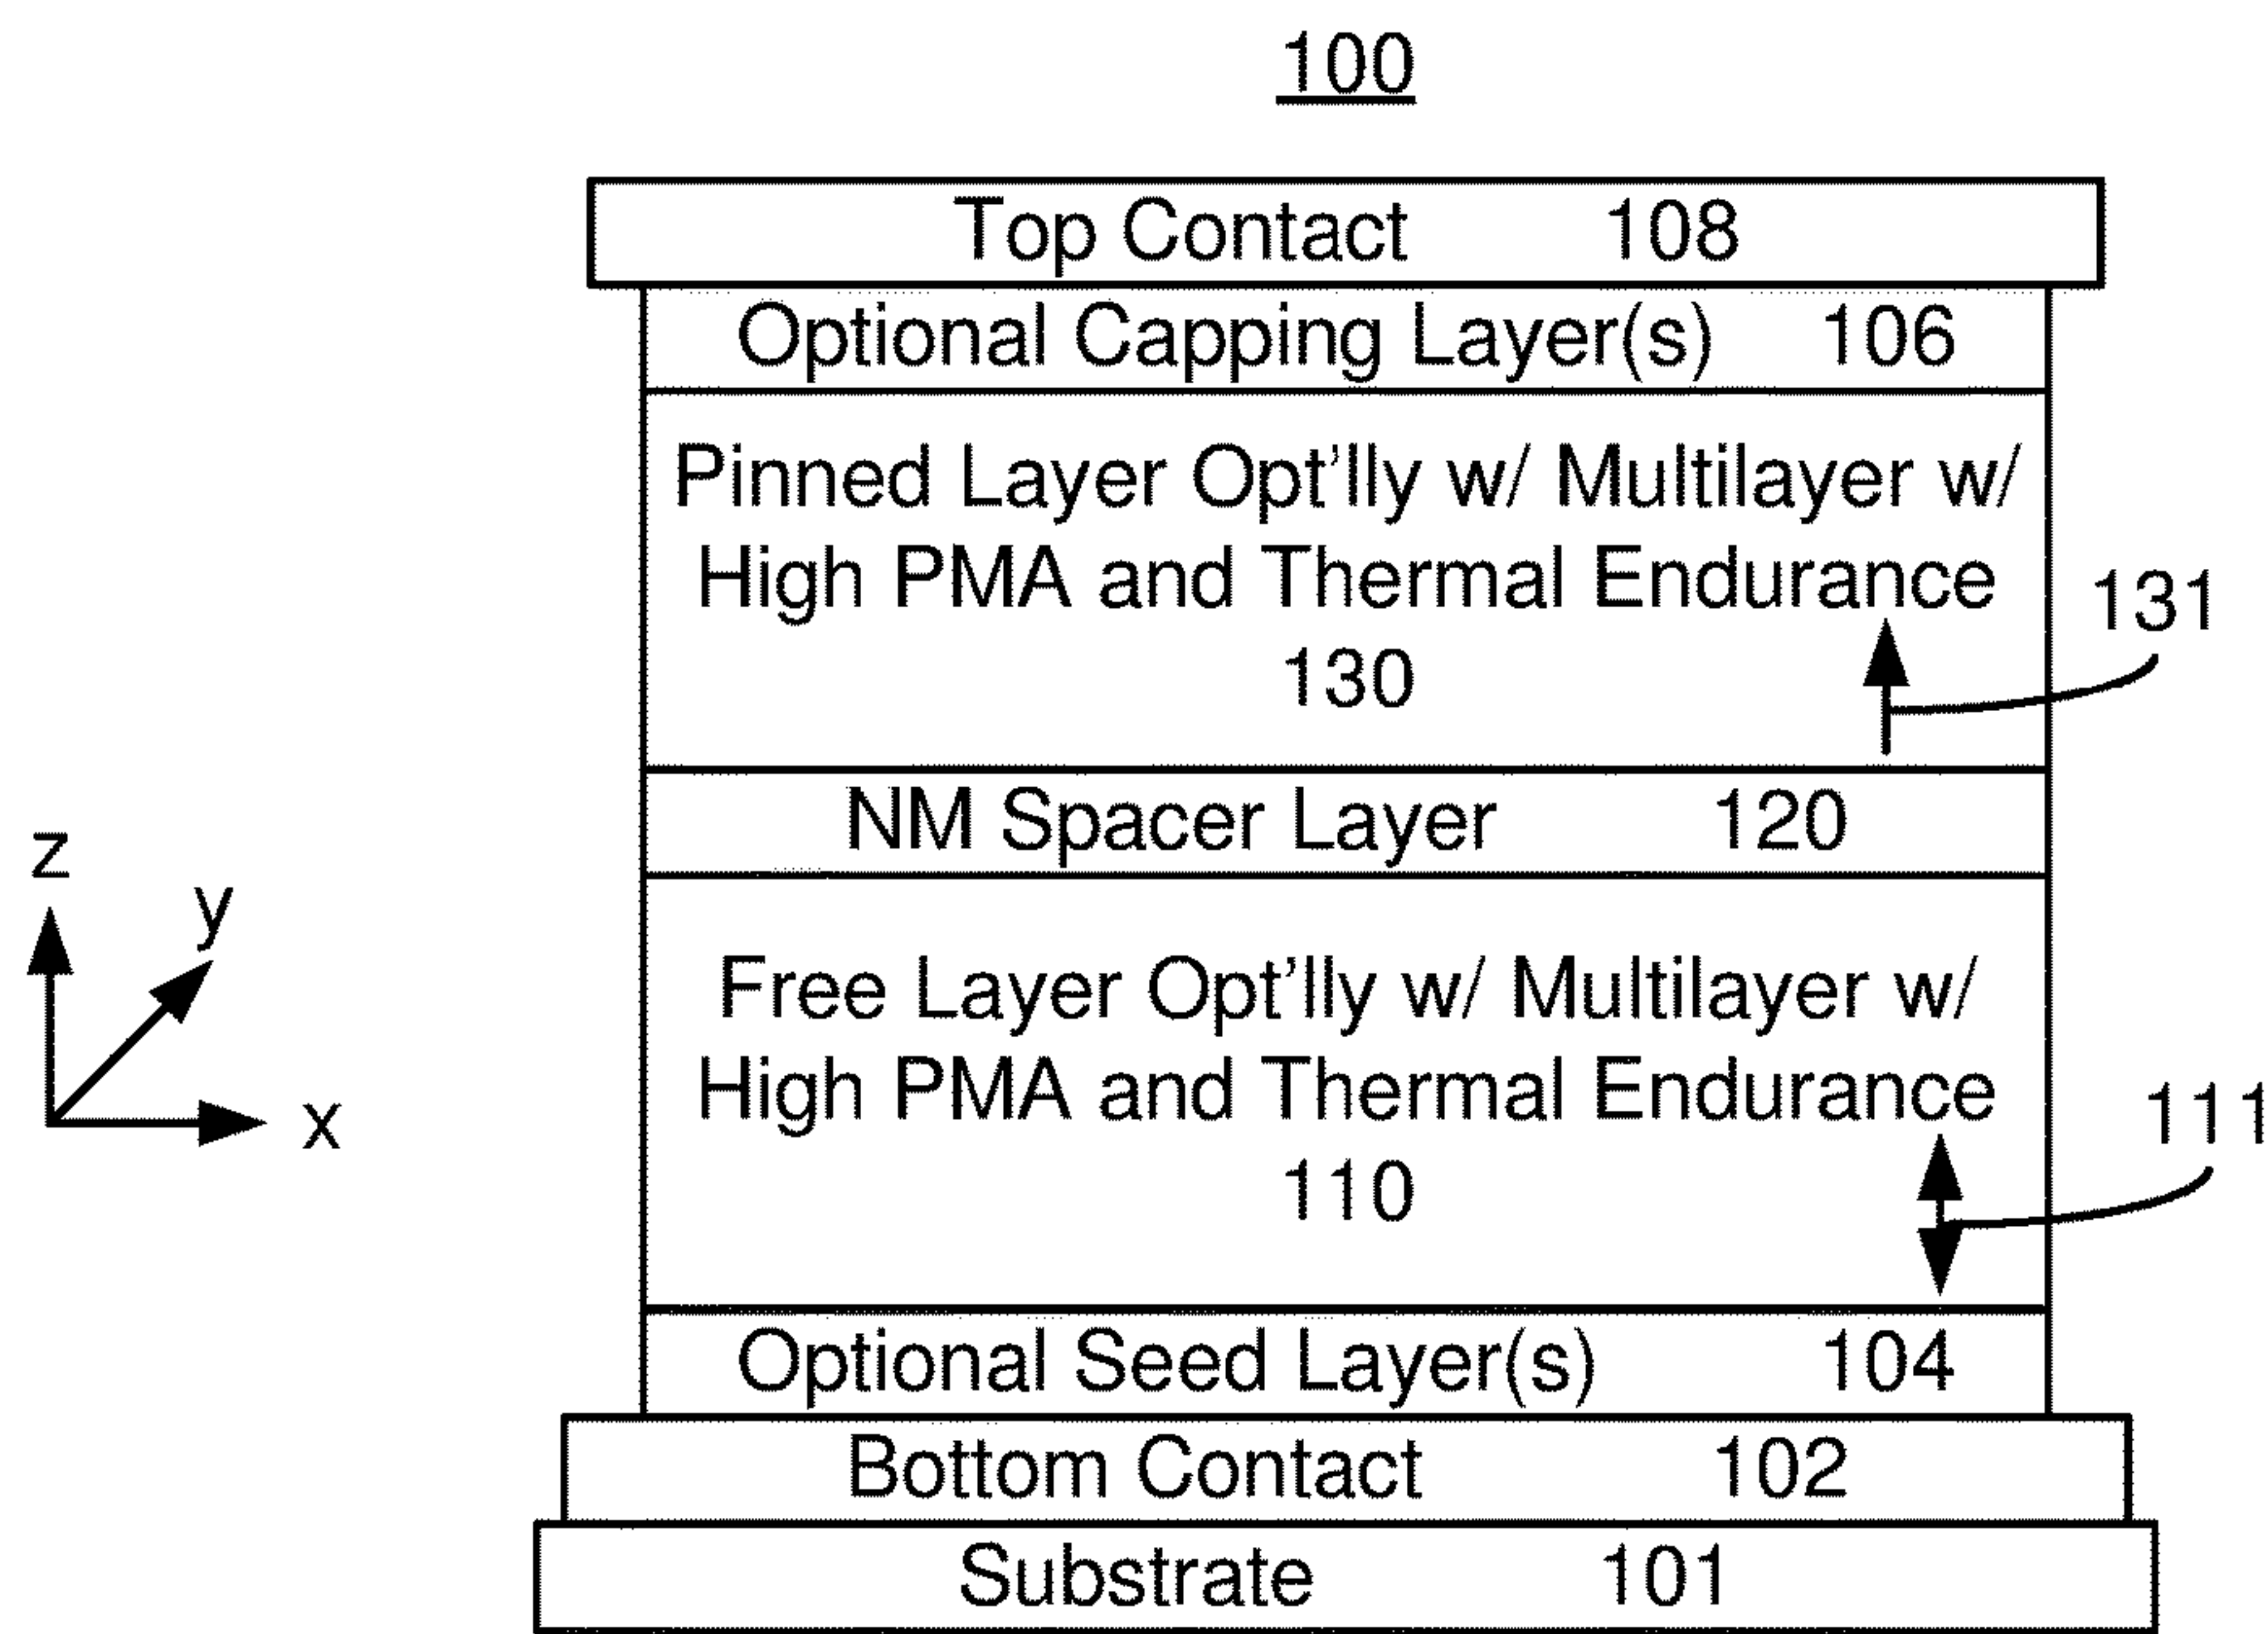 100
Top Contact 108
Optional Capping Layer(s) 106
Pinned Layer Opt'lly w/ Multilayer w/
High PMA and Thermal Endurance
130
131
NM Spacer Layer 120
z
y
x
Free Layer Opt'lly w/ Multilayer w/
High PMA and Thermal Endurance
110
111
Optional Seed Layer(s) 104
Bottom Contact 102
Substrate 101